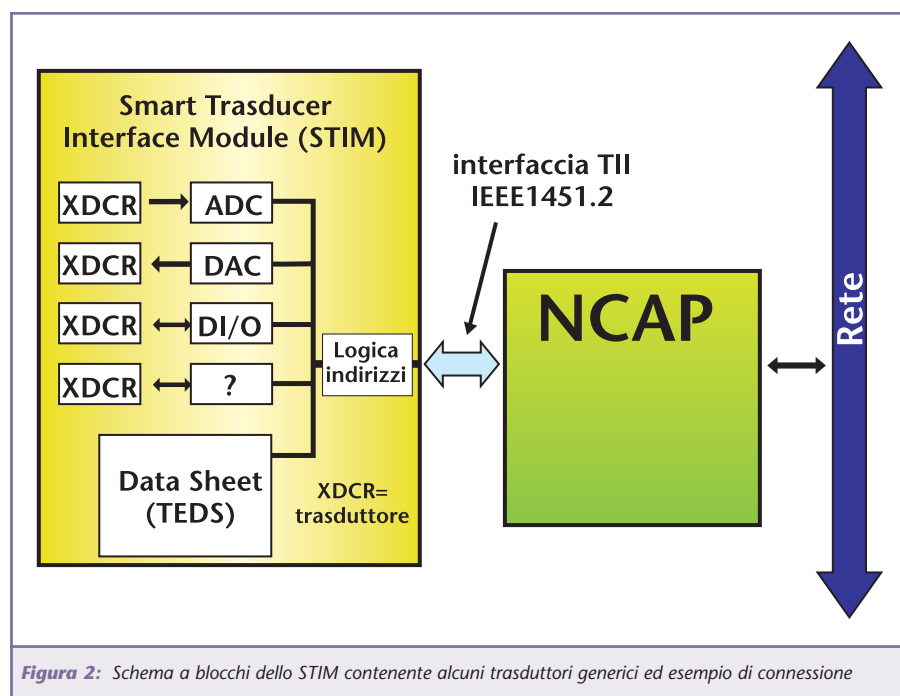 Smart Trasducer
Interface Module (STIM)
XDCR
ADC
XDCR
DAC
XDCR
DI/O
XDCR
?
Logica
indirizzi
Data Sheet
(TEDS)
XDCR=
trasduttore
interfaccia TII
IEEE1451.2
NCAP
Rete
Figura 2: Schema a blocchi dello STIM contenente alcuni trasduttori generici ed esempio di connessione